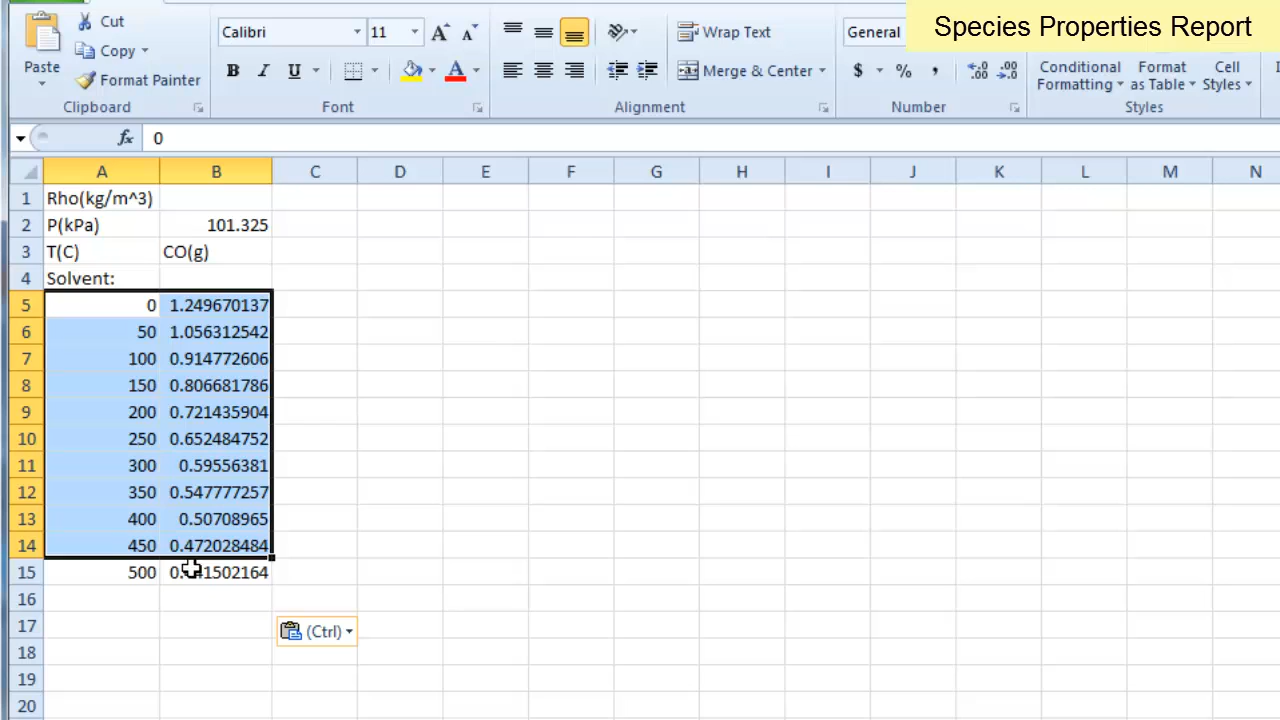 Species Properties Report
Cut
Copy
Format Painter
Paste
Clipboard
Calibri 11
B I U
Font
Wrap Text
Merge & Center
Alignment
General
$ % ,
Number
Conditional Formatting
Format as Table
Cell Styles
Styles
fx 0
A B C D E F G H I J K L M N
1 Rho(kg/m^3)
2 P(kPa) 101.325
3 T(C) CO(g)
4 Solvent:
5 0 1.249670137
6 50 1.056312542
7 100 0.914772606
8 150 0.806681786
9 200 0.721435904
10 250 0.652484752
11 300 0.59556381
12 350 0.547777257
13 400 0.50708965
14 450 0.472028484
15 500
16
17 (Ctrl)
18
19
20